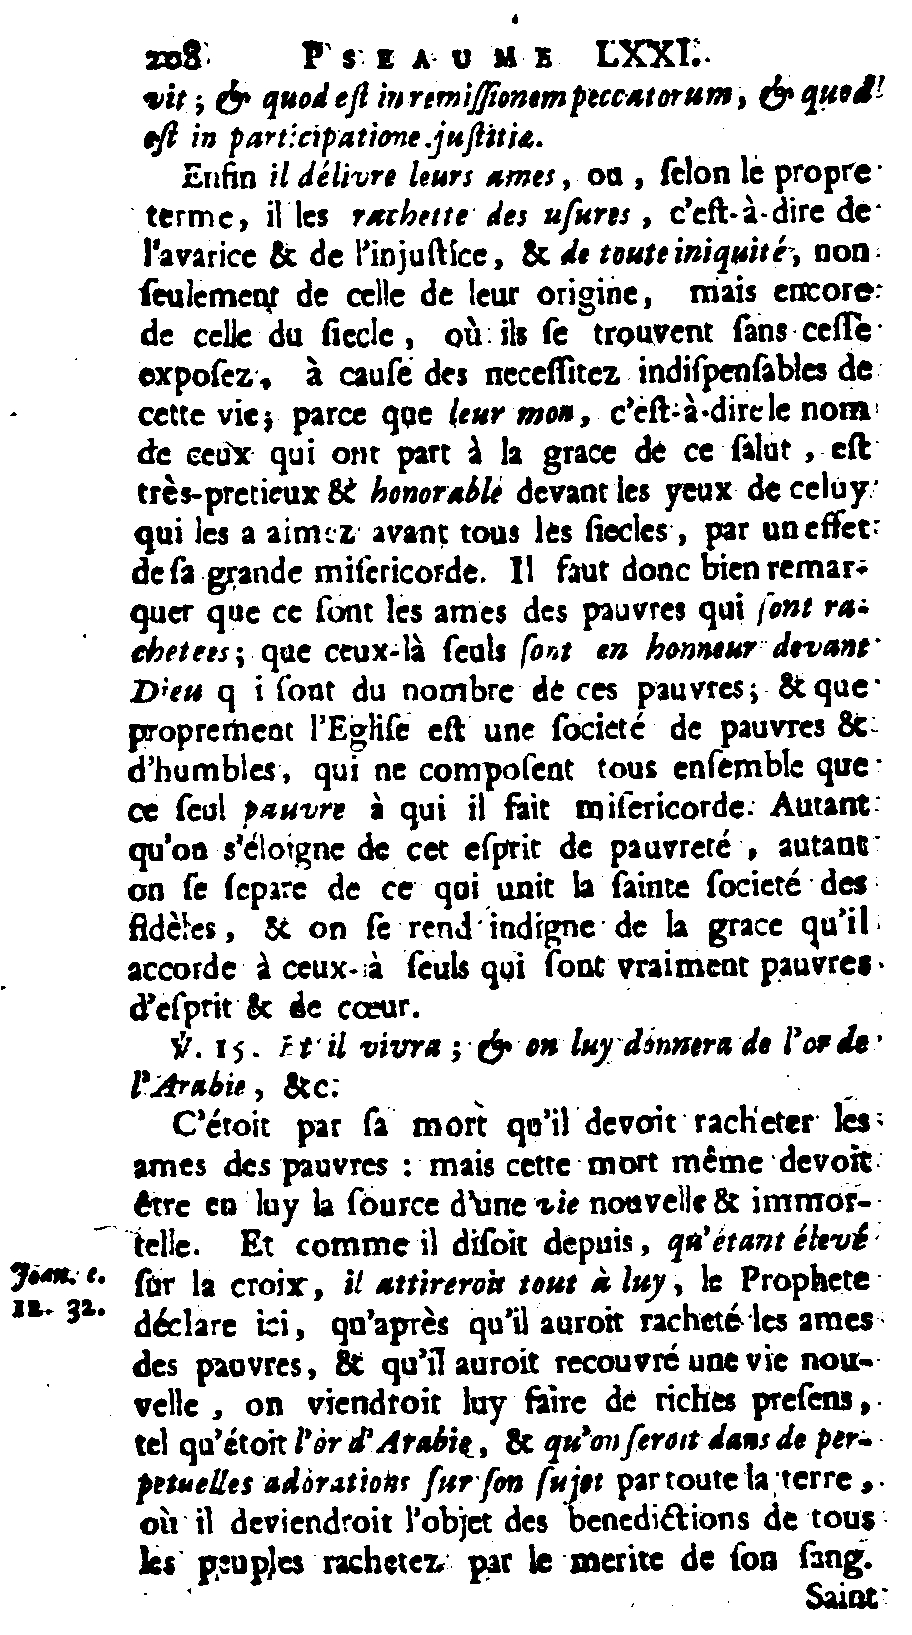 208 PSEAUME LXXI.
vit ; & quod eſt in remiſſionem peccatorum, & quod
eſt in participatione juſtitiæ.
Enfin il délivre leurs ames, ou, ſelon le propre
terme, il les rachette des uſures, c'eſt-à-dire de
l'avarice & de l'injuſtice, & de toute iniquité, non
ſeulement de celle de leur origine, mais encore
de celle du ſiecle, où ils ſe trouvent ſans ceſſe
expoſez, à cauſe des neceſſitez indiſpenſables de
cette vie; parce que leur mon, c'eſt-à-dire le nom
de ceux qui ont part à la grace de ce ſalut, eſt
très-pretieux & honorable devant les yeux de celuy
qui les a aimez avant tous les ſiecles, par un effet
de ſa grande miſericorde. Il faut donc bien remar-
quer que ce ſont les ames des pauvres qui ſont ra-
chetees; que ceux-là ſeuls ſont en honneur devant
Dieu q i ſont du nombre de ces pauvres; & que
proprement l'Egliſe eſt une ſocieté de pauvres &
d'humbles, qui ne compoſent tous enſemble que
ce ſeul pauvre à qui il fait miſericorde. Autant
qu'on s'éloigne de cet eſprit de pauvreté, autant
on ſe ſepare de ce qui unit la ſainte ſocieté des
fidèles, & on ſe rend indigne de la grace qu'il
accorde à ceux-là ſeuls qui ſont vraiment pauvres
d'eſprit & de cœur.
℣. 15. Et il vivra ; & on luy donnera de l'or de
l'Arabie, &c.
C'étoit par ſa mort qu'il devoit racheter les
ames des pauvres : mais cette mort même devoit
être en luy la ſource d'une vie nouvelle & immor-
telle. Et comme il diſoit depuis, qu'étant élevé
Joan. c. ſur la croix, il attireroit tout à luy, le Prophete
12. 32. déclare ici, qu'après qu'il auroit racheté les ames
des pauvres, & qu'il auroit recouvré une vie nou-
velle, on viendroit luy faire de riches preſens,
tel qu'étoit l'or d'Arabie, & qu'on ſeroit dans de per-
petuelles adorations ſur ſon ſujet par toute la terre,
où il deviendroit l'objet des benedictions de tous
les peuples rachetez par le merite de ſon ſang.
Saint